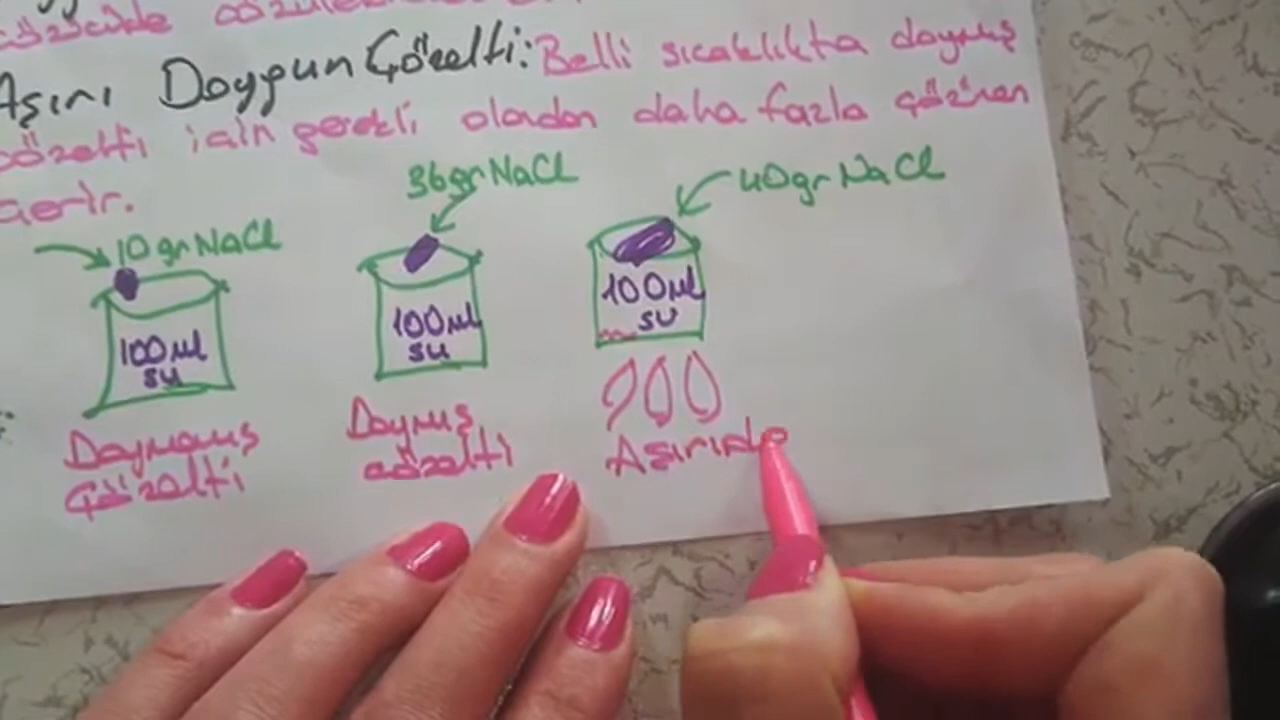 çözücüde
Aşırı Doygun Çözelti: Belli sıcaklıkta doymuş
çözelti için gerekli olandan daha fazla çözünen
içerir.
10gr NaCl
36gr NaCl
40gr NaCl
100ml
su
100ml
su
100ml
su
Doymamış
Çözelti
Doymuş
çözelti
Aşırıdo